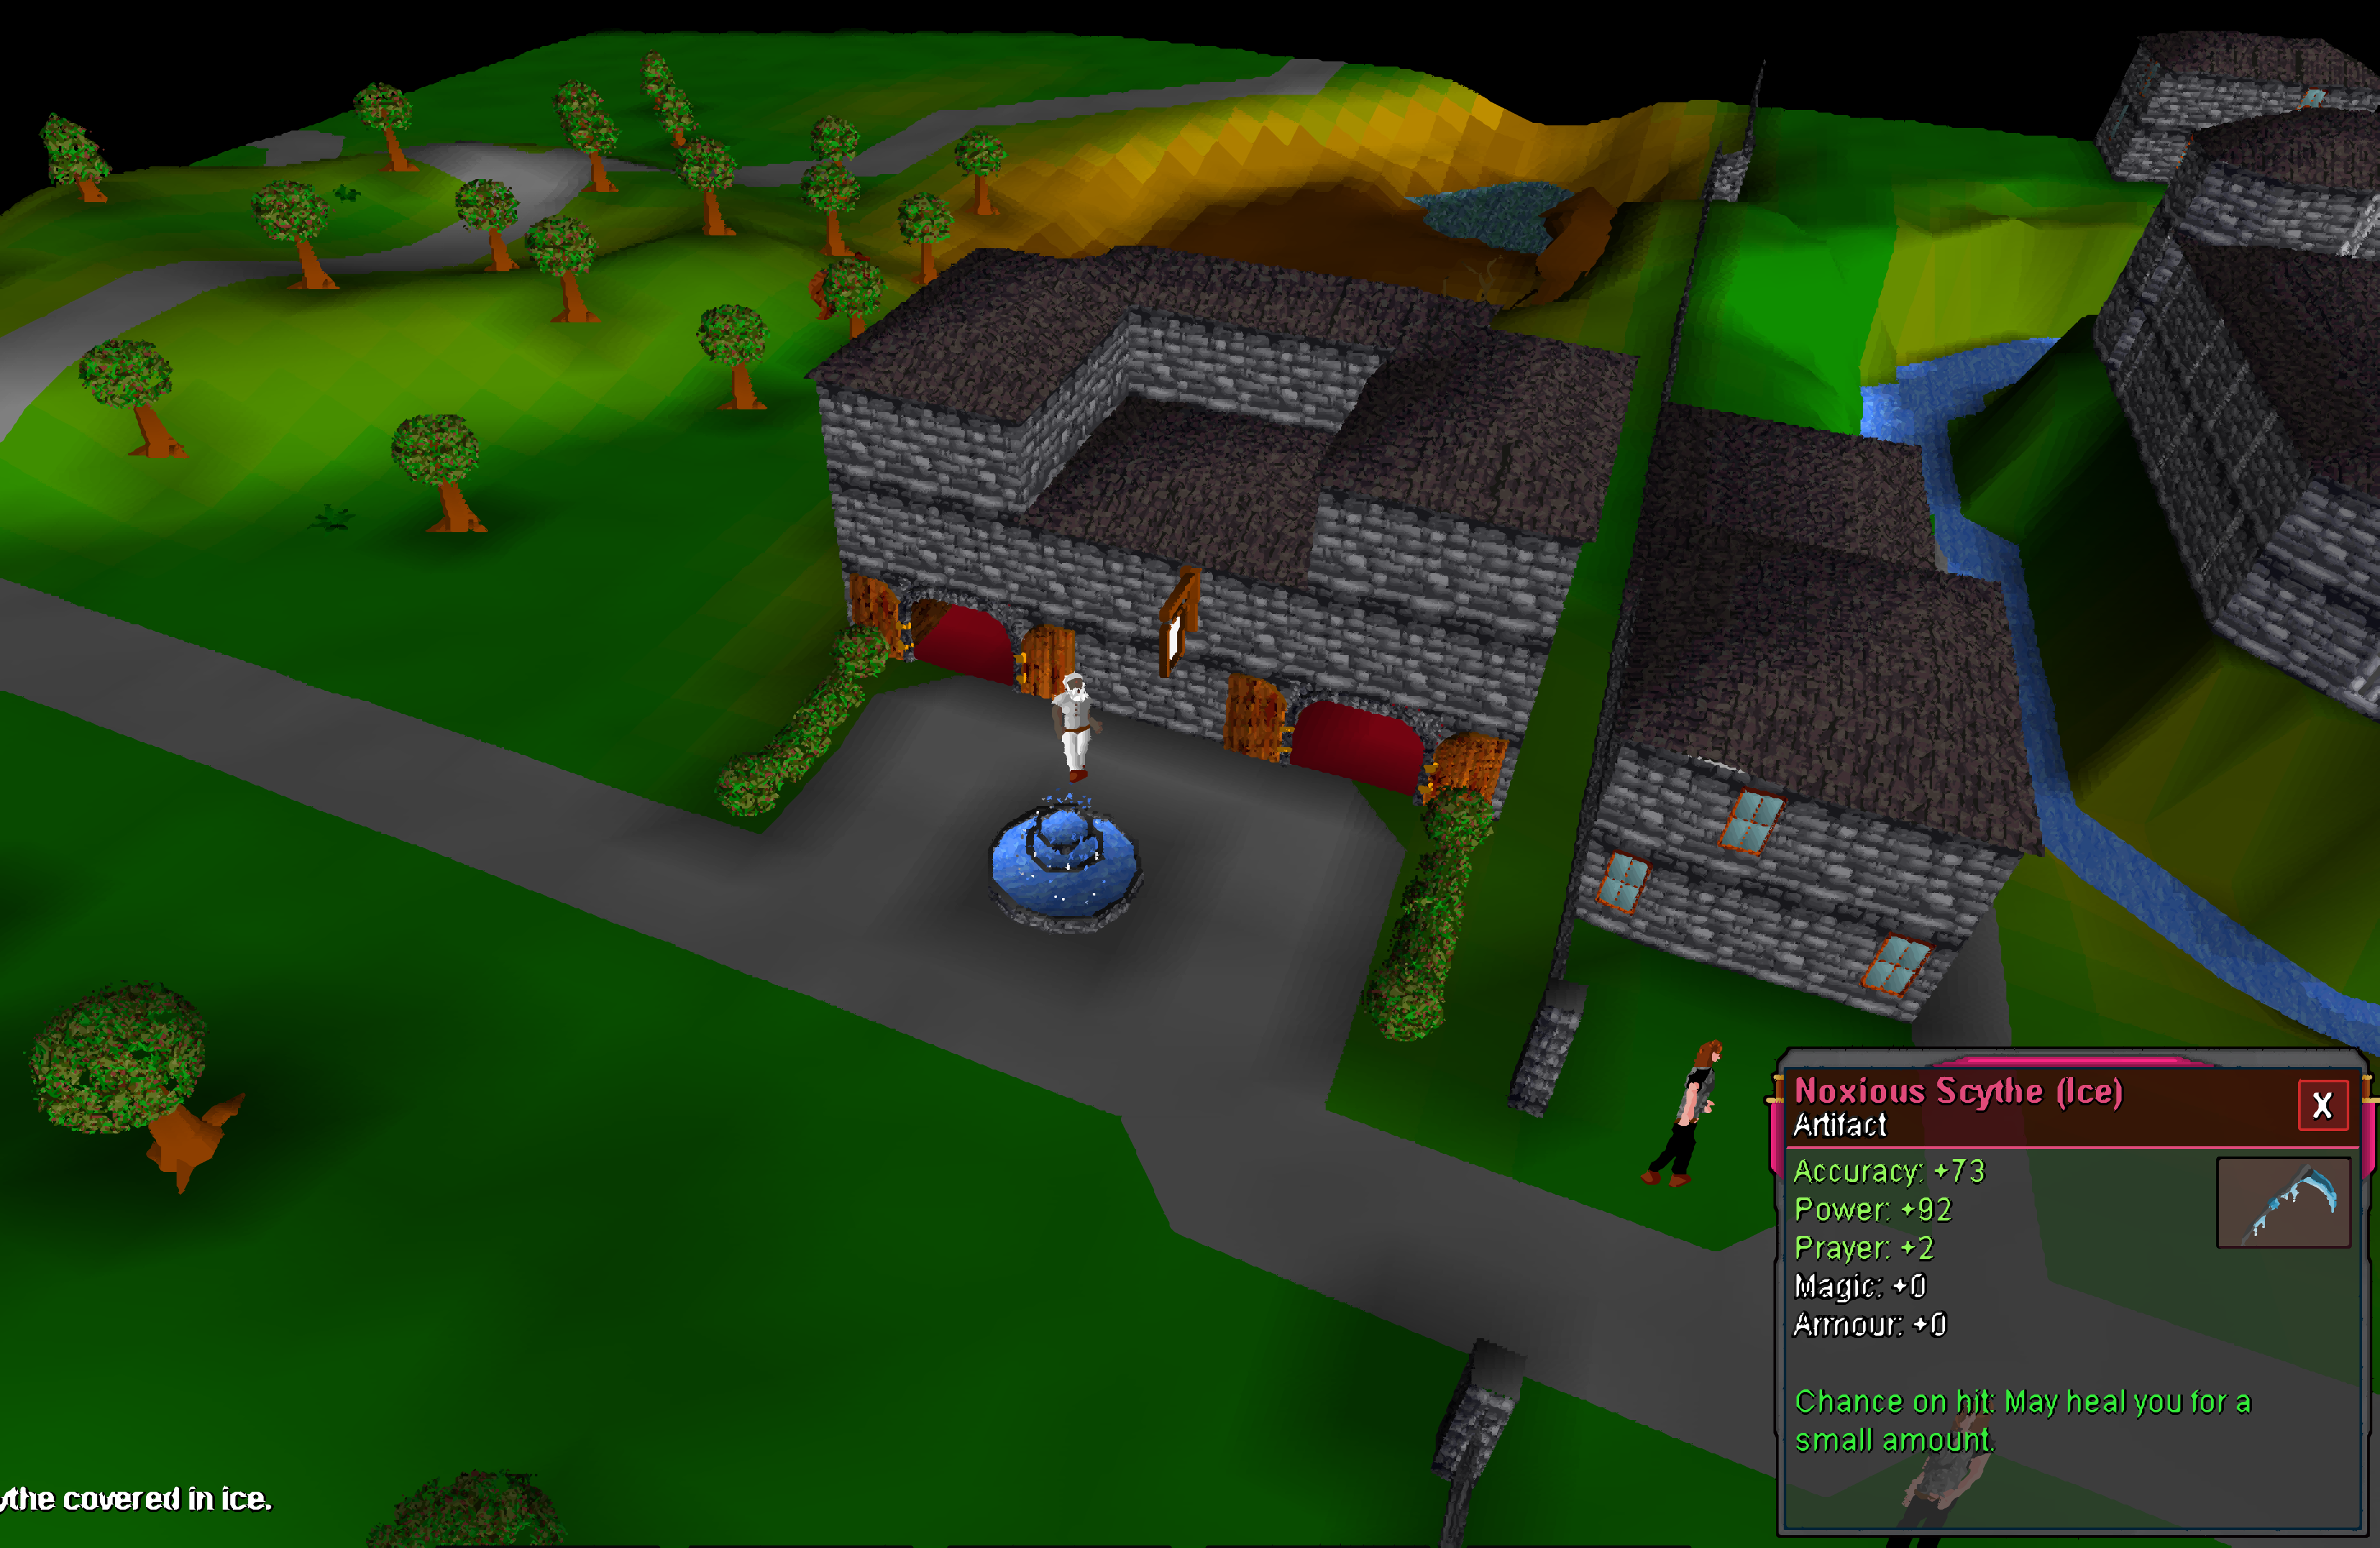 Noxious Scythe (Ice)
X
Artifact
Accuracy: +73
Power: +92
Prayer: +2
Magic: +0
Armour: +0
Chance on hit: May heal you for a
small amount.
covered in ice.